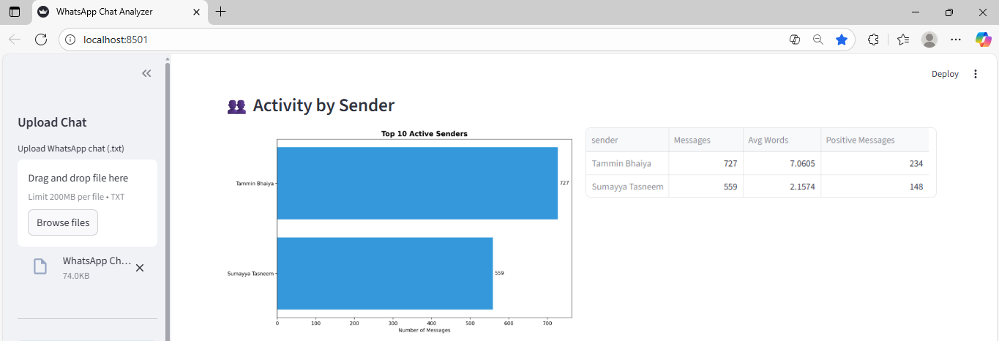 WhatsApp Chat Analyzer
localhost:8501
Deploy
Upload Chat
Upload WhatsApp chat (.txt)
Drag and drop file here
Limit 200MB per file • TXT
Browse files
WhatsApp Ch...
74.0KB
Activity by Sender
Top 10 Active Senders
Tammin Bhaiya
727
Sumayya Tasneem
559
0 100 200 300 400 500 600 700
Number of Messages
sender Messages Avg Words Positive Messages
Tammin Bhaiya 727 7.0605 234
Sumayya Tasneem 559 2.1574 148